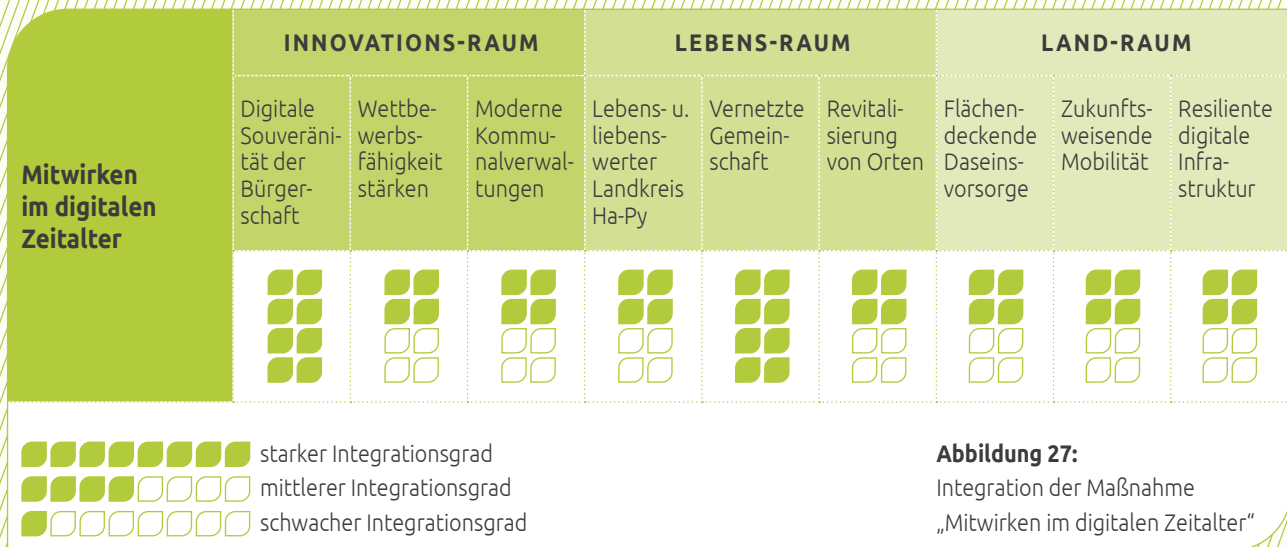 INNOVATIONS-RAUM
LEBENS-RAUM
LAND-RAUM
Mitwirken
im digitalen
Zeitalter
Digitale
Souveräni-
tät der
Bürger-
schaft
Wettbe-
werbs-
fähigkeit
stärken
Moderne
Kommu-
nalverwal-
tungen
Lebens- u.
liebens-
werter
Landkreis
Ha-Py
Vernetzte
Gemein-
schaft
Revitali-
sierung
von Orten
Flächen-
deckende
Daseins-
vorsorge
Zukunfts-
weisende
Mobilität
Resiliente
digitale
Infra-
struktur
starker Integrationsgrad
mittlerer Integrationsgrad
schwacher Integrationsgrad
Abbildung 27:
Integration der Maßnahme
„Mitwirken im digitalen Zeitalter“